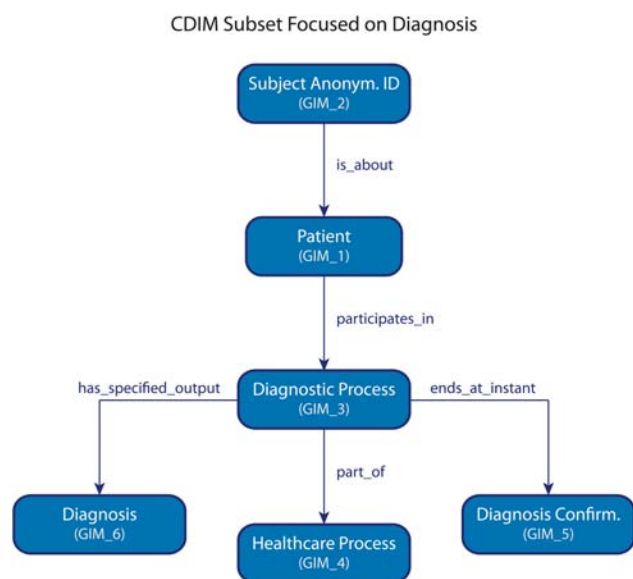 CDIM Subset Focused on Diagnosis
Subject Anonym. ID
(GIM_2)
is_about
Patient
(GIM_1)
participates_in
has_specified_output
Diagnostic Process
(GIM_3)
ends_at_instant
part_of
Diagnosis
(GIM_6)
Healthcare Process
(GIM_4)
Diagnosis Confirm.
(GIM_5)